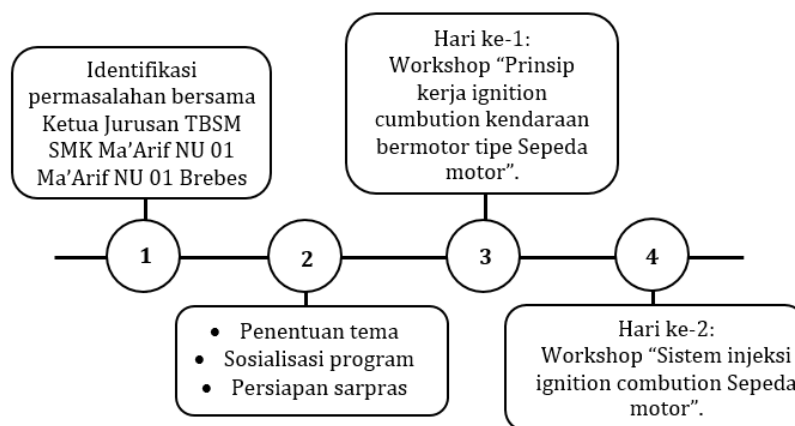 Identifikasi
permasalahan bersama
Ketua Jurusan TBSM
SMK Ma’Arif NU 01
Ma’Arif NU 01 Brebes
1
• Penentuan tema
• Sosialisasi program
• Persiapan sarpras
2
Hari ke-1:
Workshop “Prinsip
kerja ignition
cumbution kendaraan
bermotor tipe Sepeda
motor”.
3
Hari ke-2:
Workshop “Sistem injeksi
ignition combution Sepeda
motor”.
4